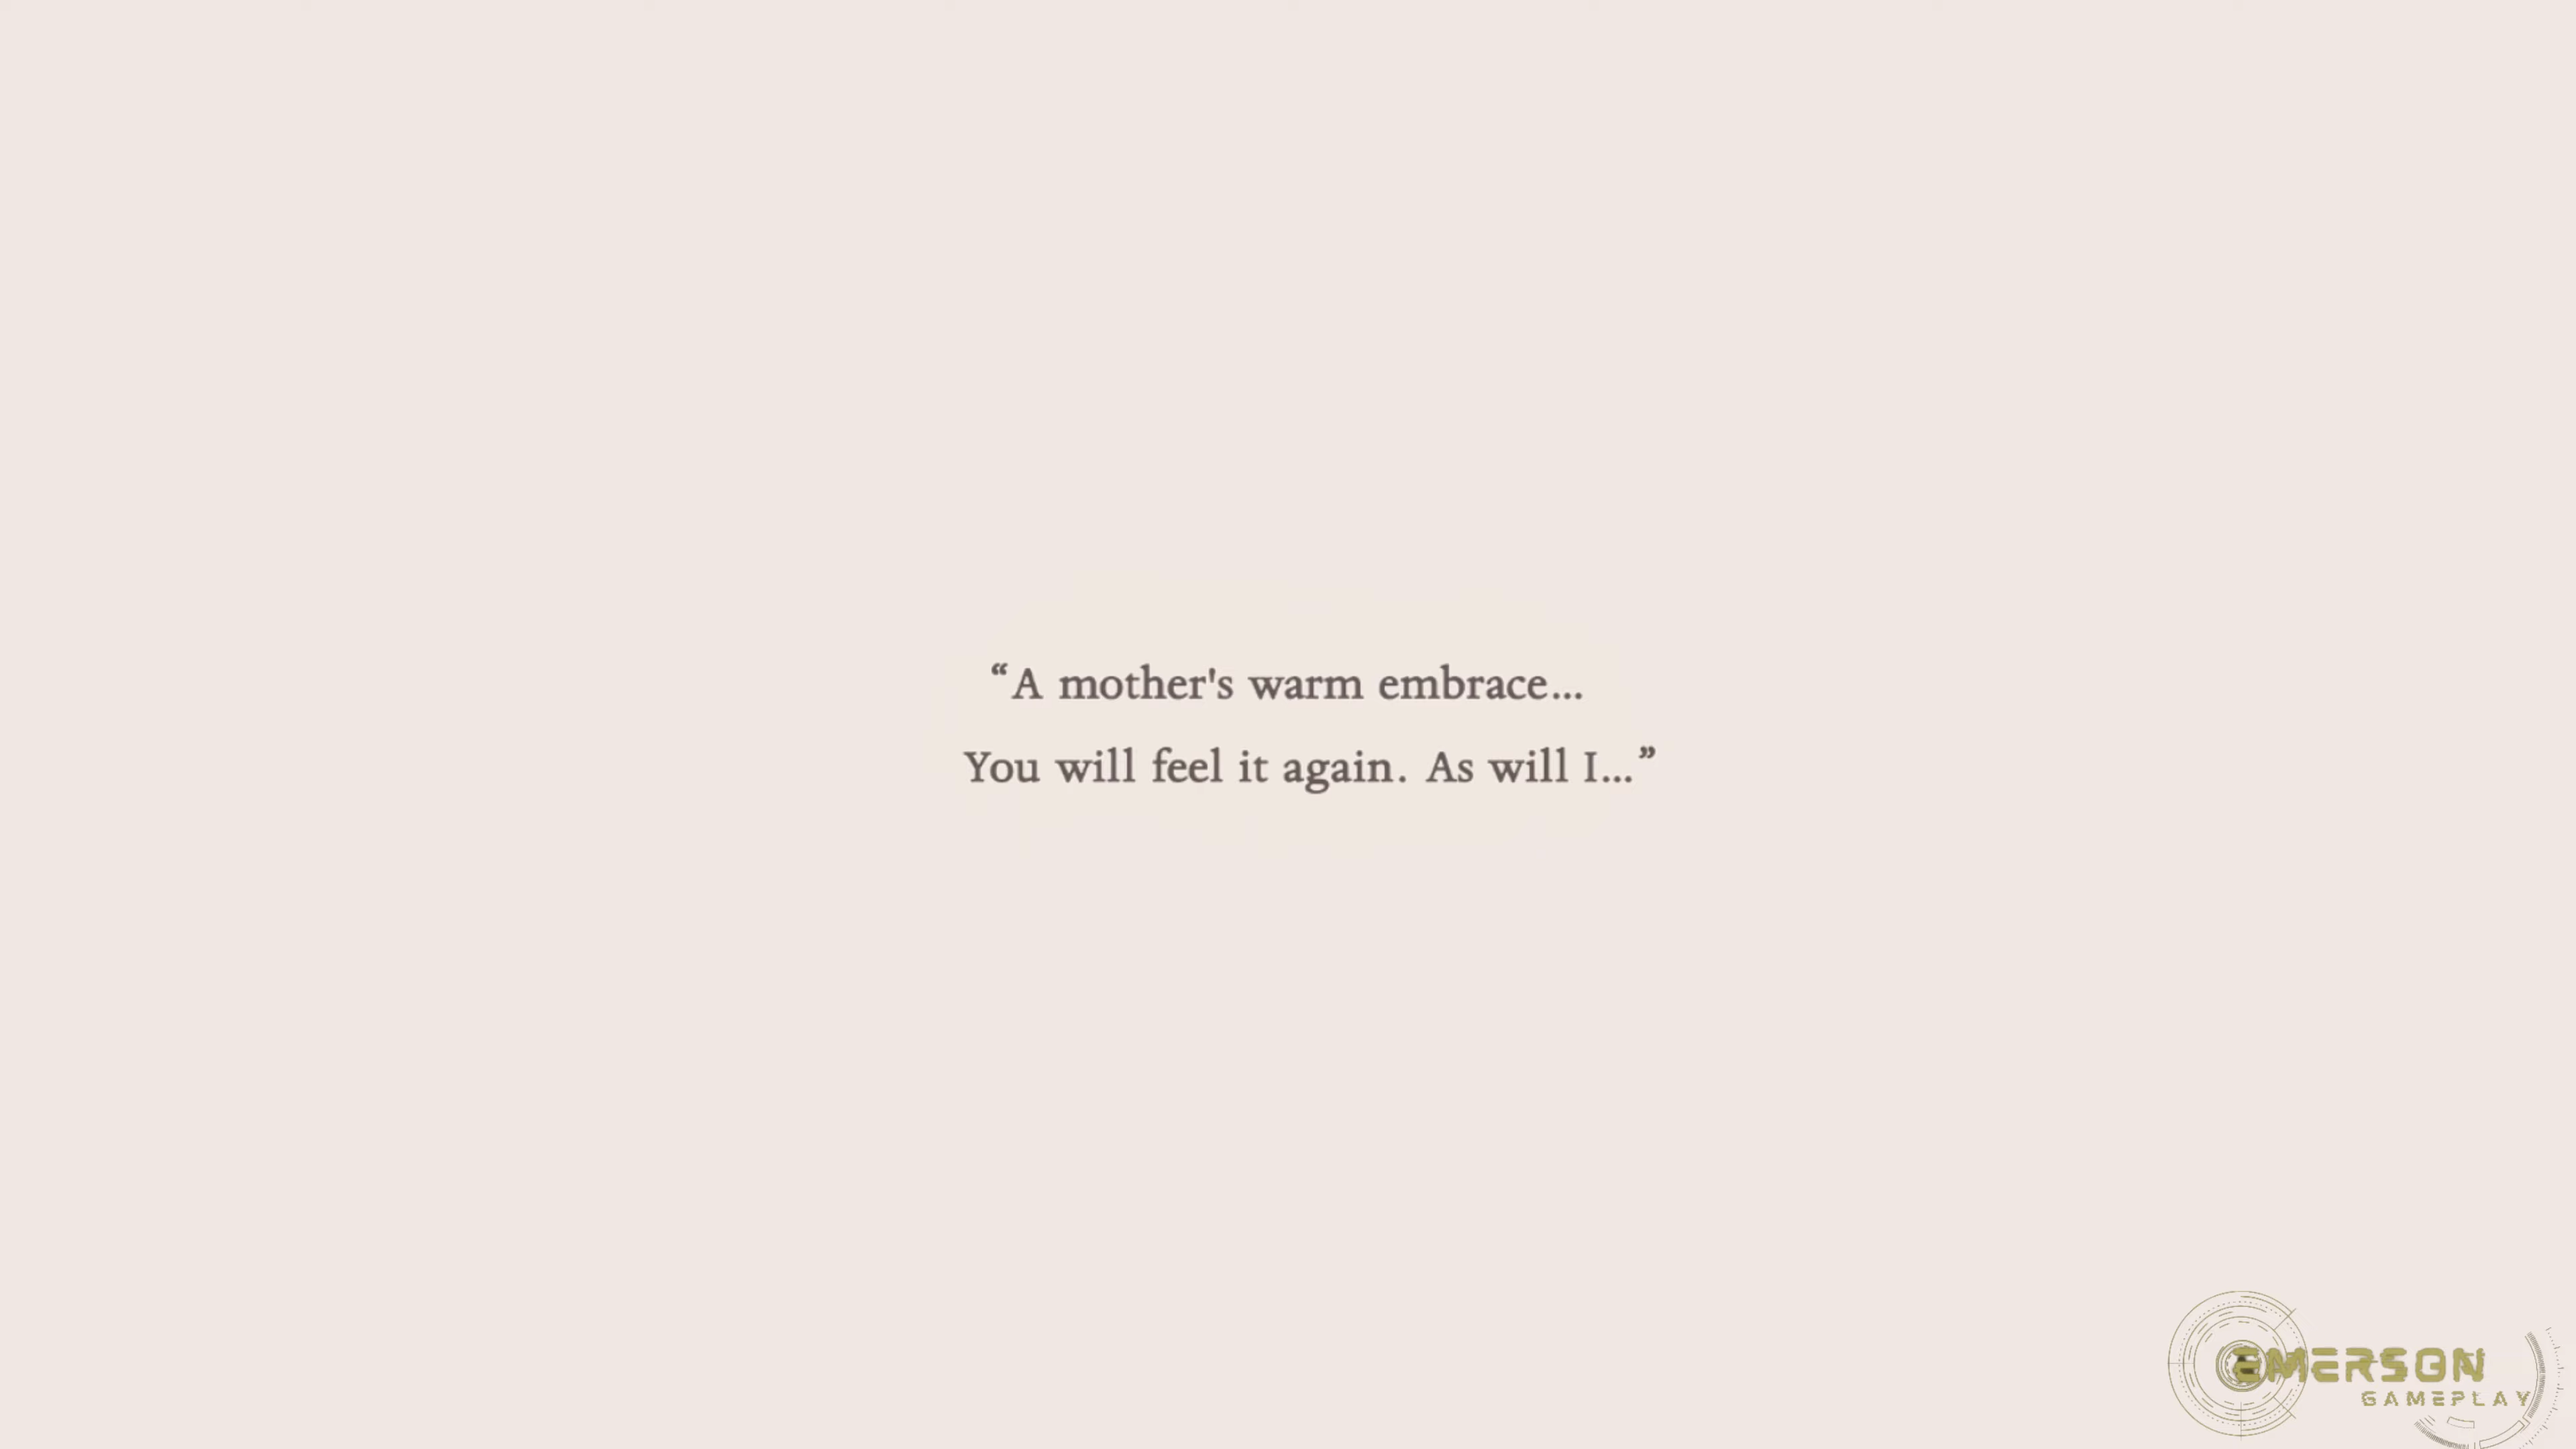 “A mother's warm embrace...
You will feel it again. As will I...”
EMERSON
GAMEPLAY